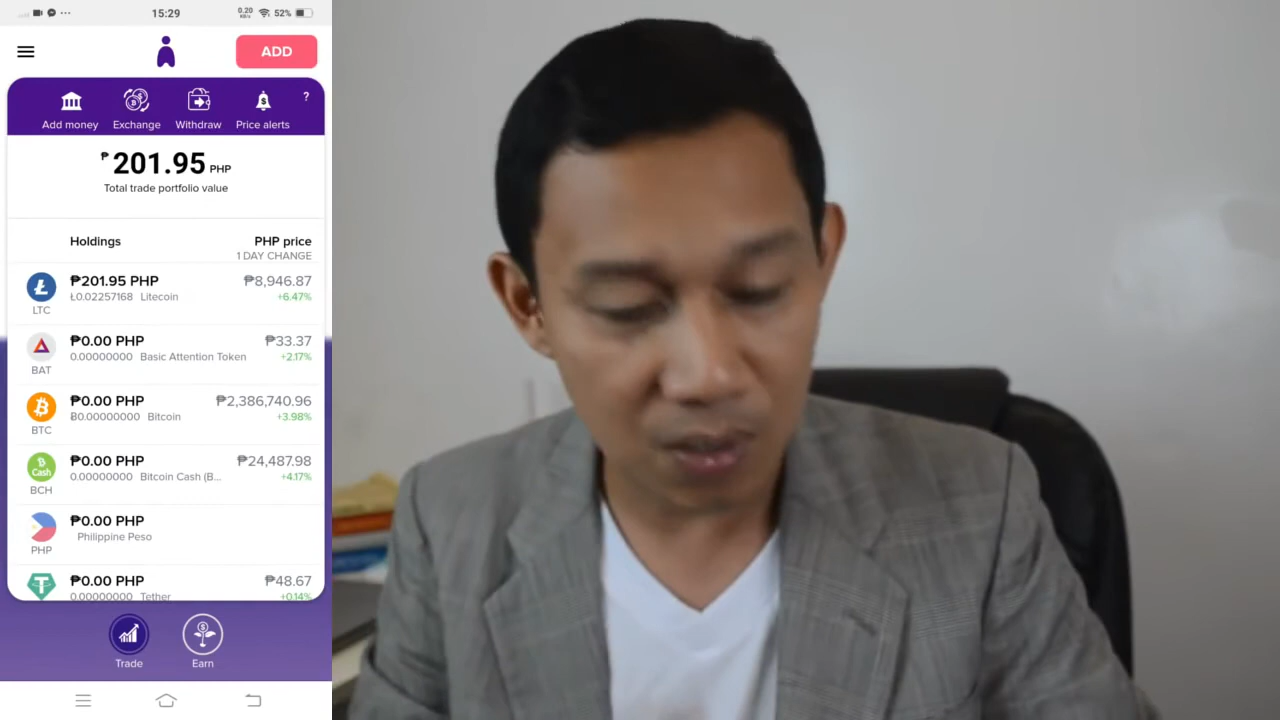 15:29
0.20
KB/s
52%
ADD
Add money
Exchange
Withdraw
Price alerts
?
₱ 201.95 PHP
Total trade portfolio value
Holdings
PHP price
1 DAY CHANGE
₱201.95 PHP
₱8,946.87
Ł0.02257168 Litecoin
+6.47%
LTC
₱0.00 PHP
₱33.37
0.00000000 Basic Attention Token
+2.17%
BAT
₱0.00 PHP
₱2,386,740.96
Ƀ0.00000000 Bitcoin
+3.98%
BTC
₱0.00 PHP
₱24,487.98
Cash
0.00000000 Bitcoin Cash (B...
+4.17%
BCH
₱0.00 PHP
Philippine Peso
PHP
₱0.00 PHP
₱48.67
0.00000000 Tether
+0.14%
Trade
Earn